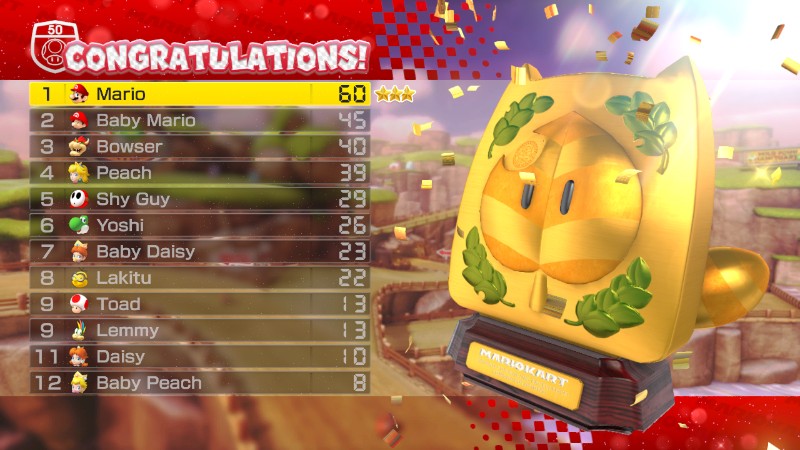 50
CONGRATULATIONS!
1 Mario 60
2 Baby Mario 45
3 Bowser 40
4 Peach 39
5 Shy Guy 29
6 Yoshi 26
7 Baby Daisy 23
8 Lakitu 22
9 Toad 13
9 Lemmy 13
11 Daisy 10
12 Baby Peach 8
MARIOKART